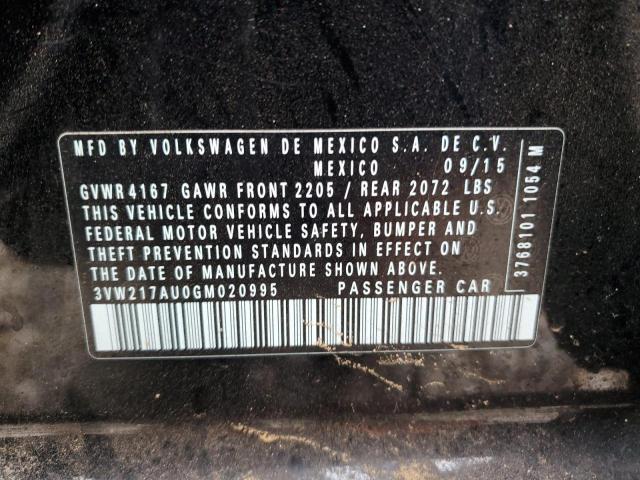 MFD BY VOLKSWAGEN DE MEXICO S.A. DE C.V.
MEXICO 09/15
GVWR 4167 GAWR FRONT 2205 / REAR 2072 LBS
THIS VEHICLE CONFORMS TO ALL APPLICABLE U.S.
FEDERAL MOTOR VEHICLE SAFETY, BUMPER AND
THEFT PREVENTION STANDARDS IN EFFECT ON
THE DATE OF MANUFACTURE SHOWN ABOVE.
3VW217AU0GM020995 PASSENGER CAR
3768101 1054 M